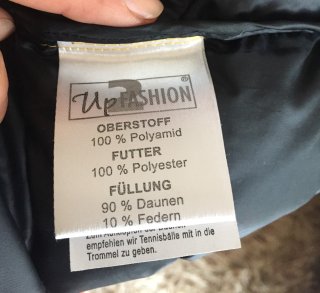 Up2FASHION®
OBERSTOFF
100 % Polyamid
FUTTER
100 % Polyester
FÜLLUNG
90 % Daunen
10 % Federn
empfehlen wir Tennisbälle mit in die
Trommel zu geben.